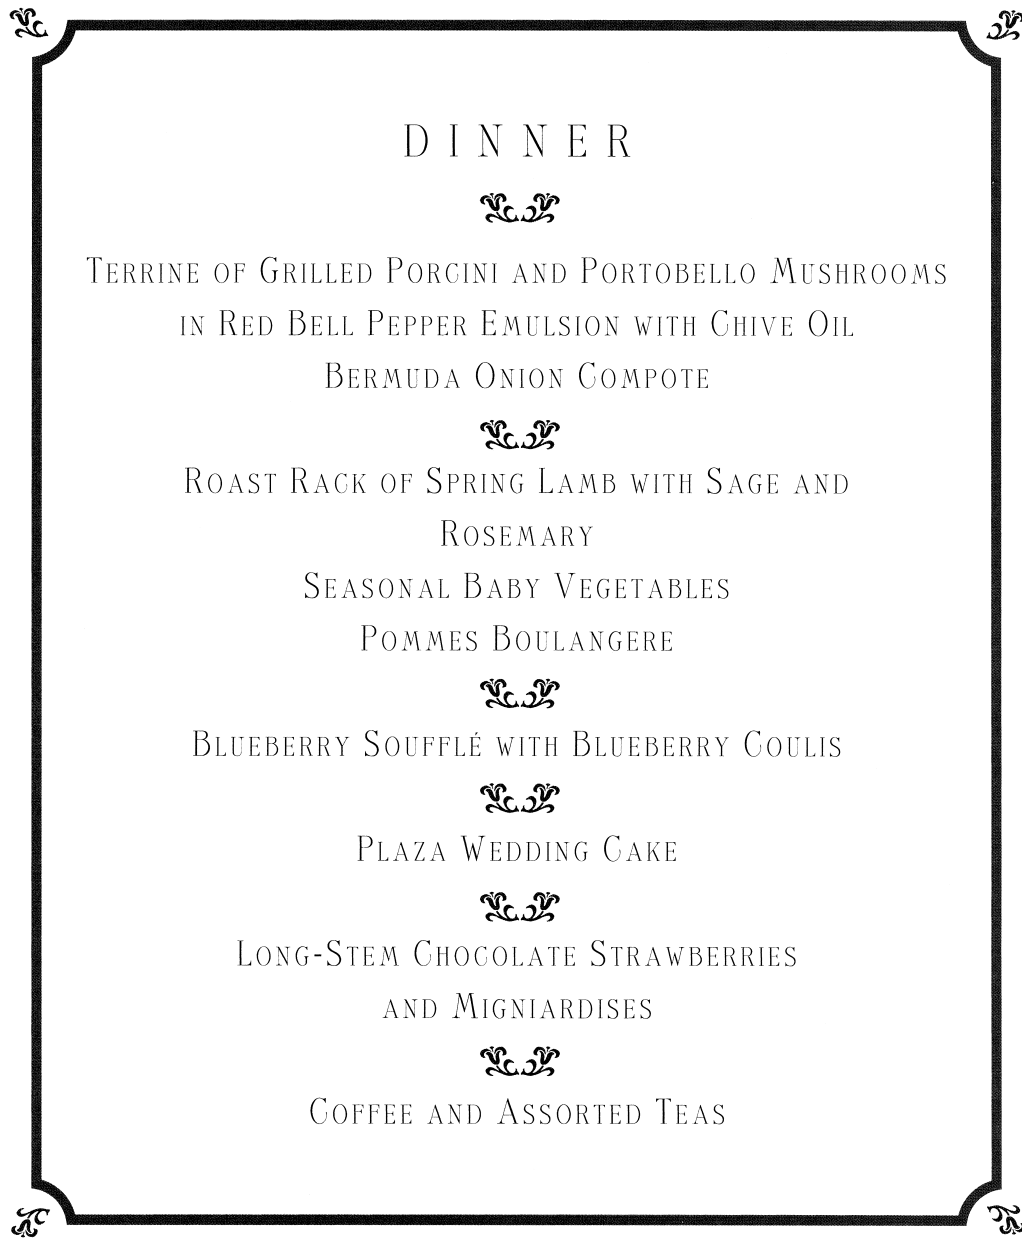 DINNER
Terrine of Grilled Porcini and Portobello Mushrooms
in Red Bell Pepper Emulsion with Chive Oil
Bermuda Onion Compote
Roast Rack of Spring Lamb with Sage and
Rosemary
Seasonal Baby Vegetables
Pommes Boulangere
Blueberry Soufflé with Blueberry Coulis
Plaza Wedding Cake
Long-Stem Chocolate Strawberries
and Migniardises
Coffee and Assorted Teas